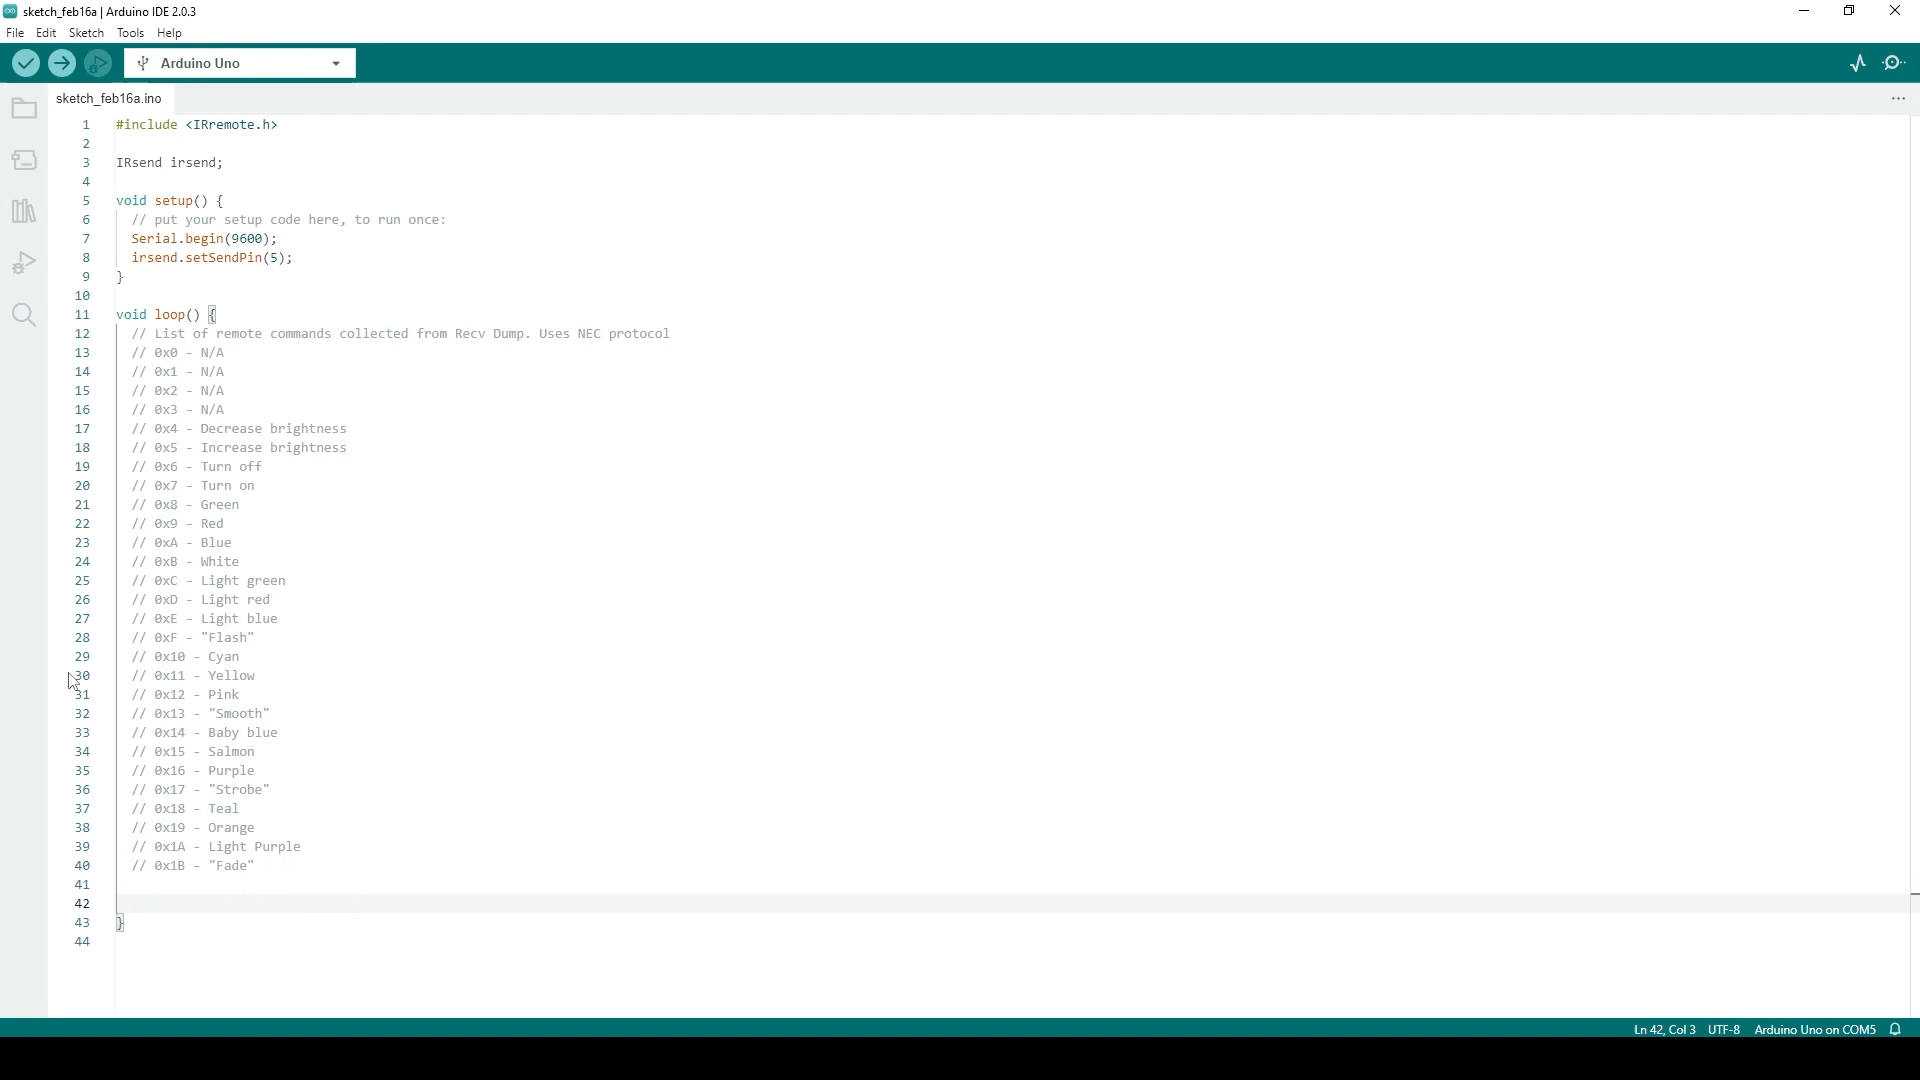 sketch_feb16a | Arduino IDE 2.0.3
File Edit Sketch Tools Help
Arduino Uno
sketch_feb16a.ino
1 #include <IRremote.h>
2
3 IRsend irsend;
4
5 void setup() {
6 // put your setup code here, to run once:
7 Serial.begin(9600);
8 irsend.setSendPin(5);
9 }
10
11 void loop() {
12 // List of remote commands collected from Recv Dump. Uses NEC protocol
13 // 0x0 - N/A
14 // 0x1 - N/A
15 // 0x2 - N/A
16 // 0x3 - N/A
17 // 0x4 - Decrease brightness
18 // 0x5 - Increase brightness
19 // 0x6 - Turn off
20 // 0x7 - Turn on
21 // 0x8 - Green
22 // 0x9 - Red
23 // 0xA - Blue
24 // 0xB - White
25 // 0xC - Light green
26 // 0xD - Light red
27 // 0xE - Light blue
28 // 0xF - "Flash"
29 // 0x10 - Cyan
30 // 0x11 - Yellow
31 // 0x12 - Pink
32 // 0x13 - "Smooth"
33 // 0x14 - Baby blue
34 // 0x15 - Salmon
35 // 0x16 - Purple
36 // 0x17 - "Strobe"
37 // 0x18 - Teal
38 // 0x19 - Orange
39 // 0x1A - Light Purple
40 // 0x1B - "Fade"
41
42
43 }
44
Ln 42, Col 3 UTF-8 Arduino Uno on COM5